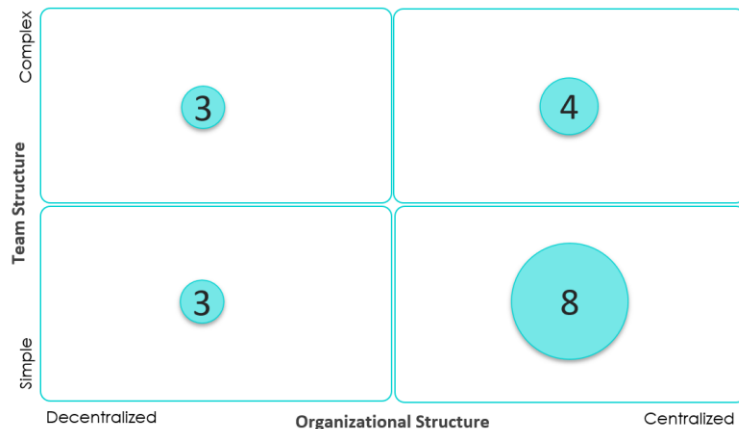 Complex
3
4
Team Structure
3
8
Simple
Decentralized
Organizational Structure
Centralized